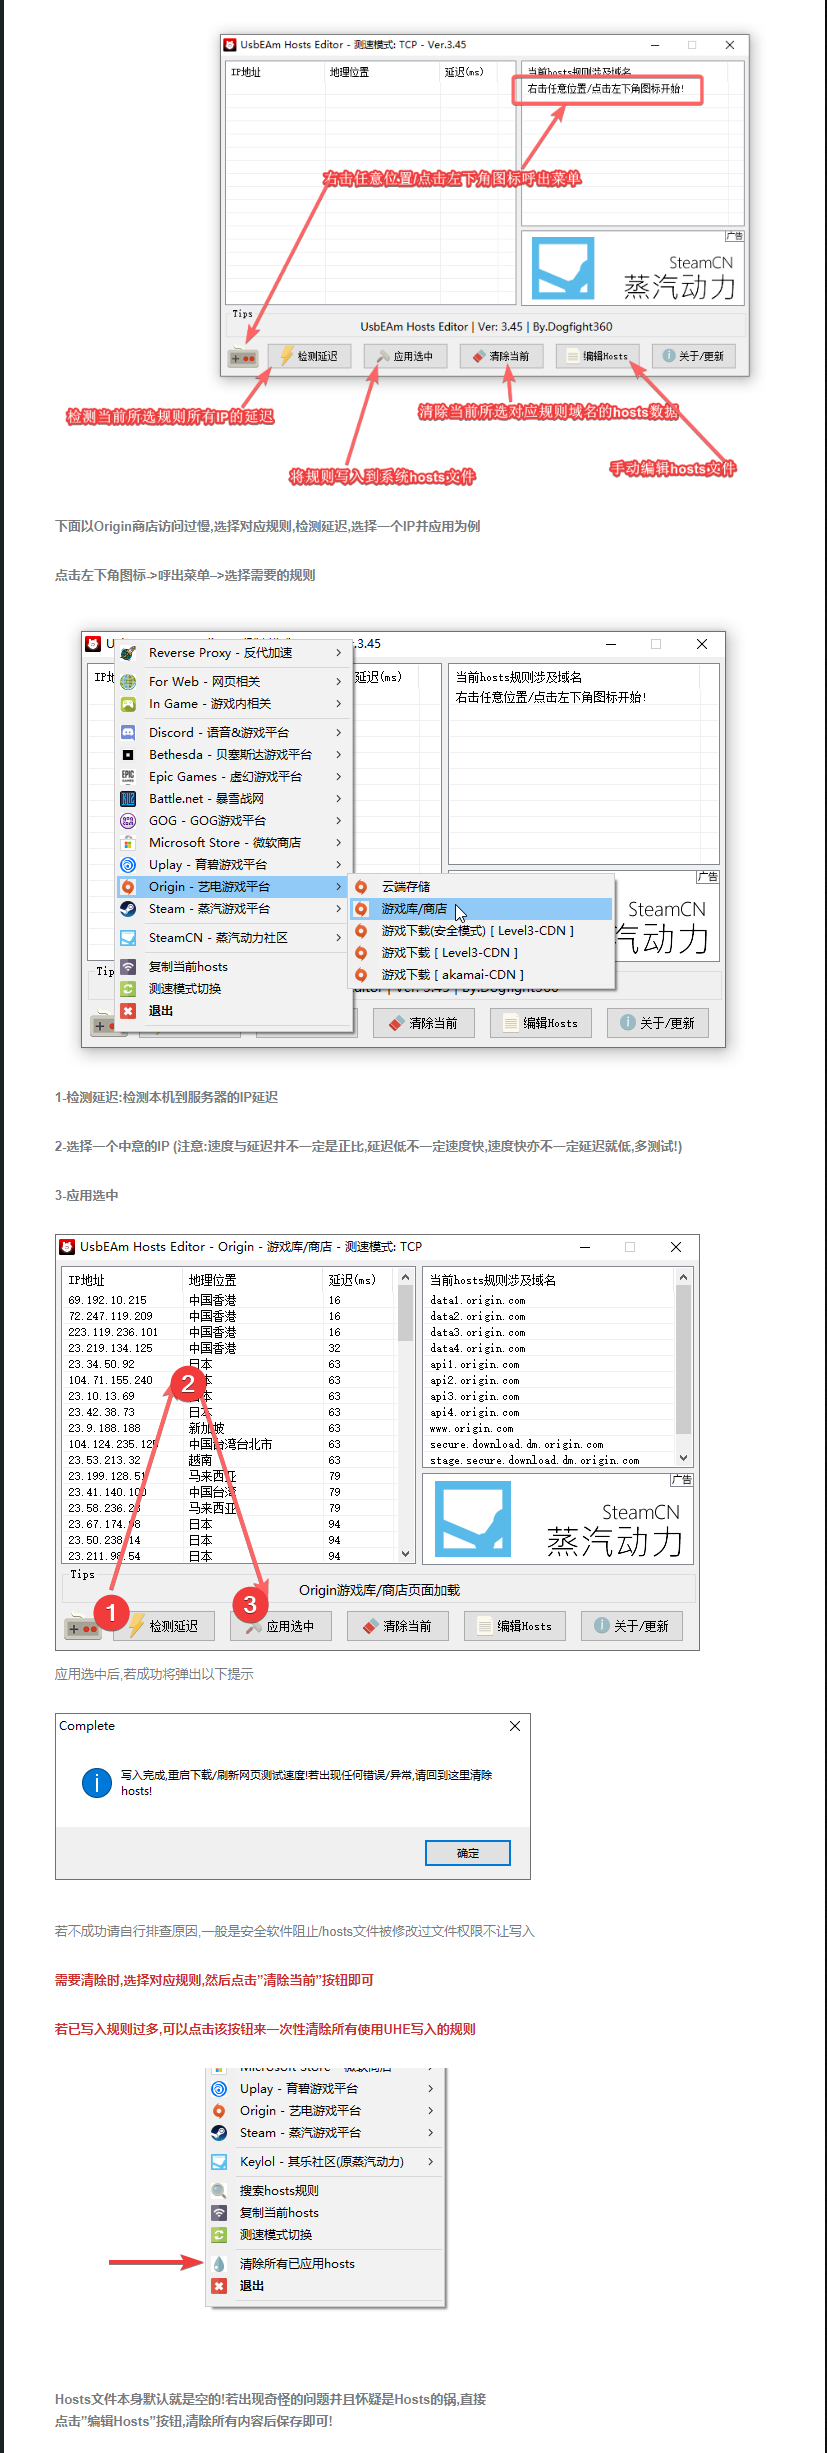 UsbEAm Hosts Editor - 测速模式: TCP - Ver.3.45
IP地址 地理位置 延迟(ms) 当前hosts规则涉及域名
右击任意位置/点击左下角图标开始!
右击任意位置/点击左下角图标呼出菜单
广告
SteamCN
蒸汽动力
Tips
UsbEAm Hosts Editor | Ver: 3.45 | By.Dogfight360
检测延迟 应用选中 清除当前 编辑Hosts 关于/更新
检测当前所选规则所有IP的延迟
清除当前所选对应规则域名的hosts数据
将规则写入到系统hosts文件
手动编辑hosts文件
下面以Origin商店访问过慢,选择对应规则,检测延迟,选择一个IP并应用为例
点击左下角图标->呼出菜单–>选择需要的规则
.3.45
Reverse Proxy - 反代加速
For Web - 网页相关
In Game - 游戏内相关
Discord - 语音&游戏平台
Bethesda - 贝塞斯达游戏平台
Epic Games - 虚幻游戏平台
Battle.net - 暴雪战网
GOG - GOG游戏平台
Microsoft Store - 微软商店
Uplay - 育碧游戏平台
Origin - 艺电游戏平台
Steam - 蒸汽游戏平台
SteamCN - 蒸汽动力社区
复制当前hosts
测速模式切换
退出
延迟(ms) 当前hosts规则涉及域名
右击任意位置/点击左下角图标开始!
广告
云端存储
游戏库/商店
游戏下载(安全模式) [ Level3-CDN ]
游戏下载 [ Level3-CDN ]
游戏下载 [ akamai-CDN ]
汽动力
清除当前 编辑Hosts 关于/更新
1-检测延迟:检测本机到服务器的IP延迟
2-选择一个中意的IP (注意:速度与延迟并不一定是正比,延迟低不一定速度快,速度快亦不一定延迟就低,多测试!)
3-应用选中
UsbEAm Hosts Editor - Origin - 游戏库/商店 - 测速模式: TCP
IP地址 地理位置 延迟(ms) 当前hosts规则涉及域名
69.192.10.215 中国香港 16 data1.origin.com
72.247.119.209 中国香港 16 data2.origin.com
223.119.236.101 中国香港 16 data3.origin.com
23.219.134.125 中国香港 32 data4.origin.com
23.34.50.92 日本 63 api1.origin.com
104.71.155.240 本 63 api2.origin.com
23.10.13.69 日本 63 api3.origin.com
23.42.38.73 日本 63 api4.origin.com
23.9.188.188 新加坡 63 www.origin.com
104.124.235.125 中国台湾台北市 63 secure.download.dm.origin.com
23.53.213.32 越南 63 stage.secure.download.dm.origin.com
23.199.128.51 马来西亚 79
23.41.140.100 中国台湾 79
23.58.236.2 马来西亚 79
23.67.174. 8 日本 94
23.50.238. 14 日本 94
23.211.98.54 日本 94
广告
SteamCN
蒸汽动力
Tips
Origin游戏库/商店页面加载
1 2 3
检测延迟 应用选中 清除当前 编辑Hosts 关于/更新
应用选中后,若成功将弹出以下提示
Complete
写入完成,重启下载/刷新网页测试速度!若出现任何错误/异常,请回到这里清除
hosts!
确定
若不成功请自行排查原因,一般是安全软件阻止/hosts文件被修改过文件权限不让写入
需要清除时,选择对应规则,然后点击”清除当前”按钮即可
若已写入规则过多,可以点击该按钮来一次性清除所有使用UHE写入的规则
Uplay - 育碧游戏平台
Origin - 艺电游戏平台
Steam - 蒸汽游戏平台
Keylol - 其乐社区(原蒸汽动力)
搜索hosts规则
复制当前hosts
测速模式切换
清除所有已应用hosts
退出
Hosts文件本身默认就是空的!若出现奇怪的问题并且怀疑是Hosts的锅,直接
点击”编辑Hosts”按钮,清除所有内容后保存即可!